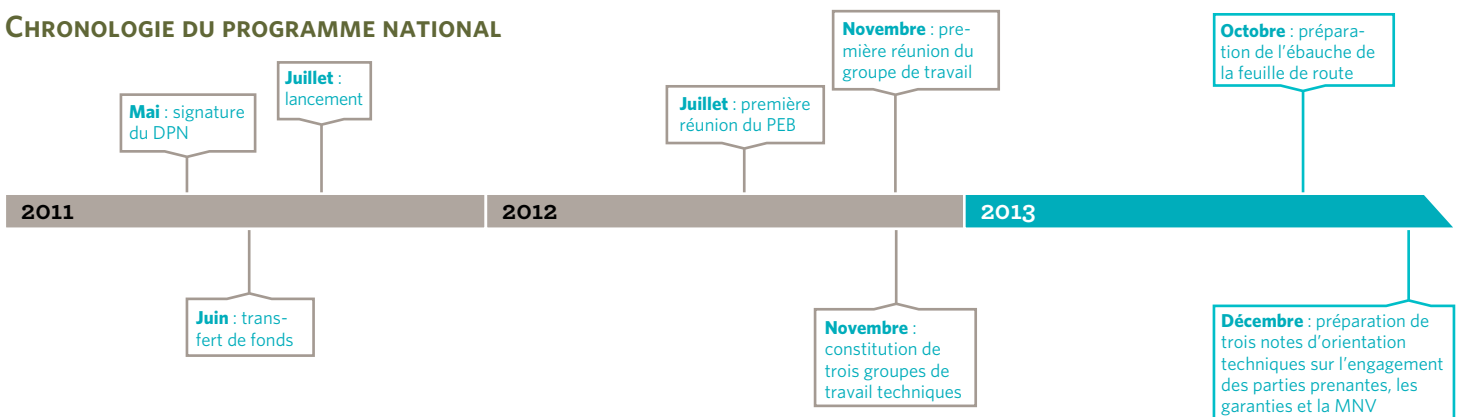 CHRONOLOGIE DU PROGRAMME NATIONAL
Mai : signature
du DPN
Juillet :
lancement
Juillet : première
réunion du PEB
Novembre : pre-
mière réunion du
groupe de travail
Octobre : prépara-
tion de l'ébauche de
la feuille de route
2011
2012
2013
Juin : trans-
fert de fonds
Novembre :
constitution de
trois groupes de
travail techniques
Décembre : préparation de
trois notes d'orientation
techniques sur l'engagement
des parties prenantes, les
garanties et la MNV